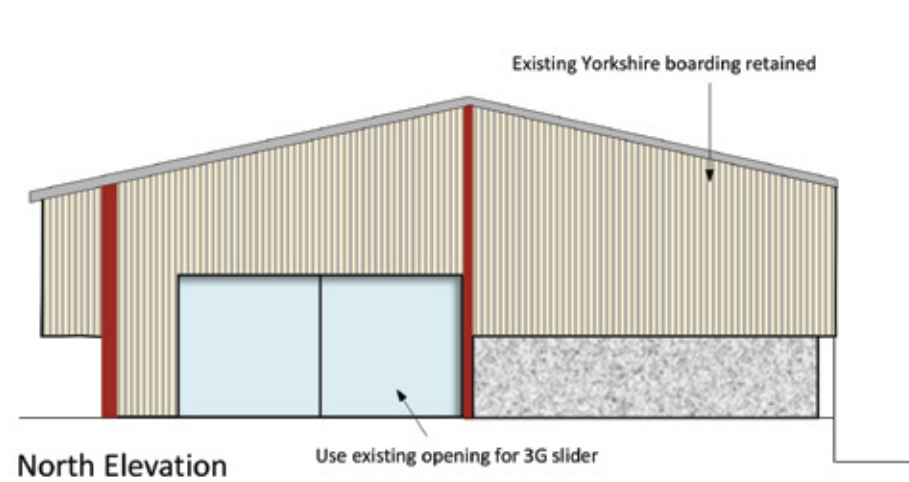 Existing Yorkshire boarding retained
Use existing opening for 3G slider
North Elevation